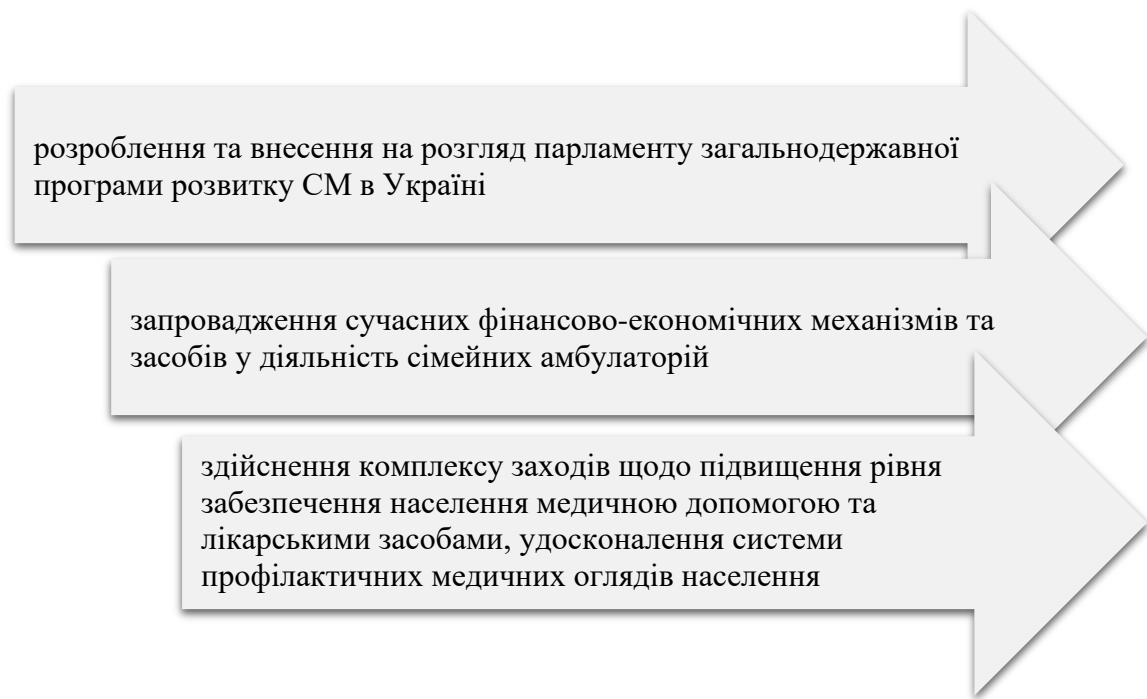 розроблення та внесення на розгляд парламенту загальнодержавної
програми розвитку СМ в Україні
запровадження сучасних фінансово-економічних механізмів та
засобів у діяльність сімейних амбулаторій
здійснення комплексу заходів щодо підвищення рівня
забезпечення населення медичною допомогою та
лікарськими засобами, удосконалення системи
профілактичних медичних оглядів населення